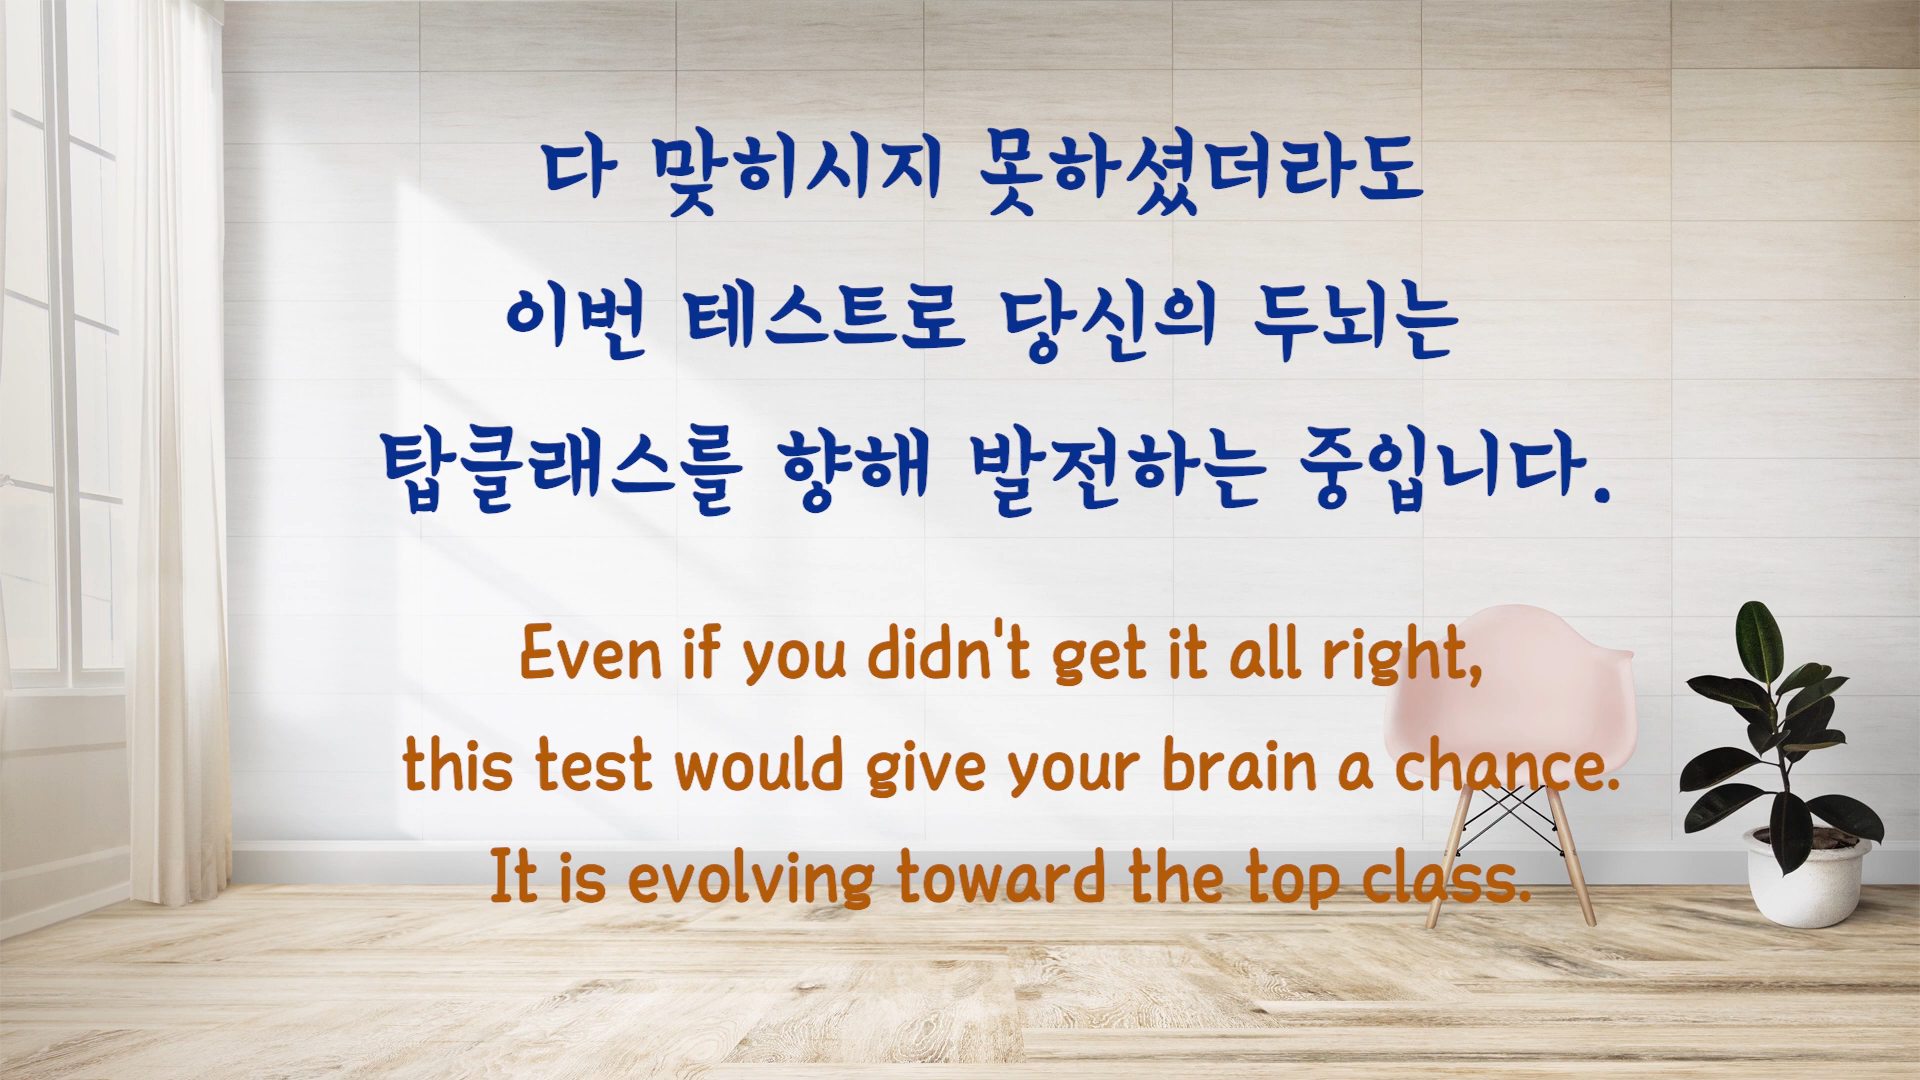 다 맞히시지 못하셨더라도
이번 테스트로 당신의 두뇌는
탑클래스를 향해 발전하는 중입니다.
Even if you didn't get it all right,
this test would give your brain a chance.
It is evolving toward the top class.